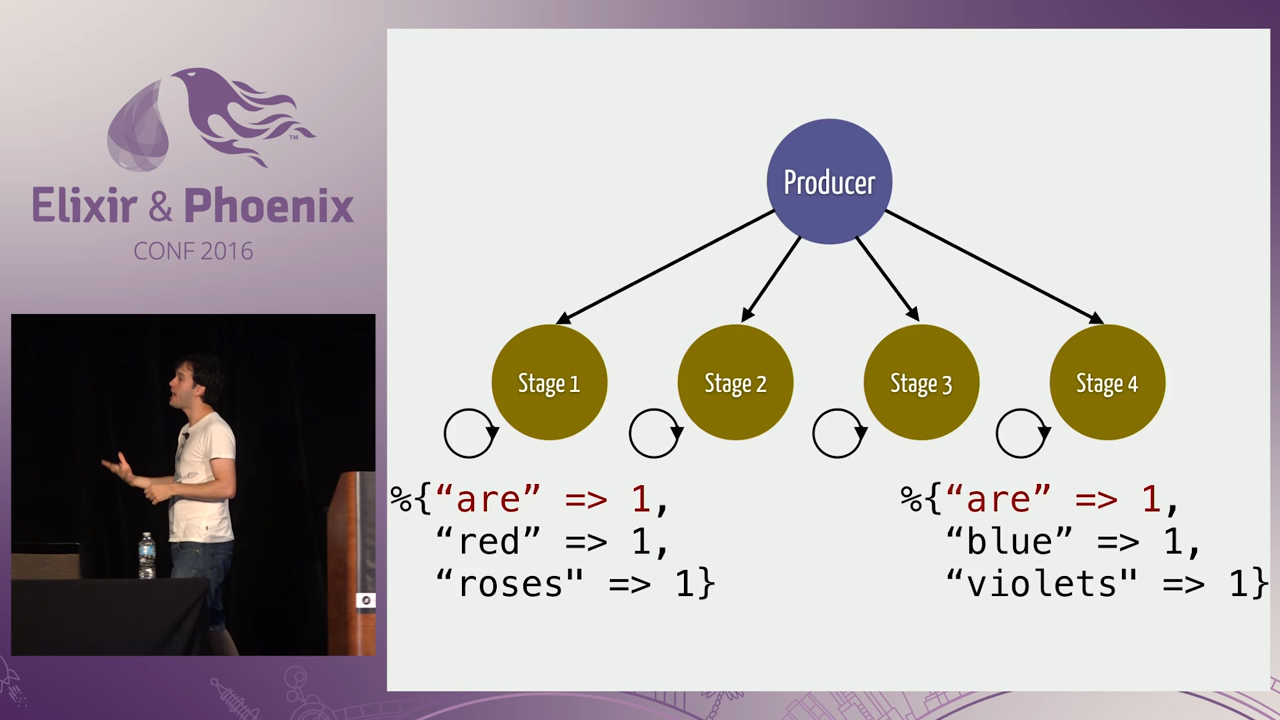 Elixir & Phoenix
TM
CONF 2016
Producer
Stage 1
Stage 2
Stage 3
Stage 4
%{“are” => 1,
“red” => 1,
“roses" => 1}
%{“are” => 1,
“blue” => 1,
“violets" => 1}